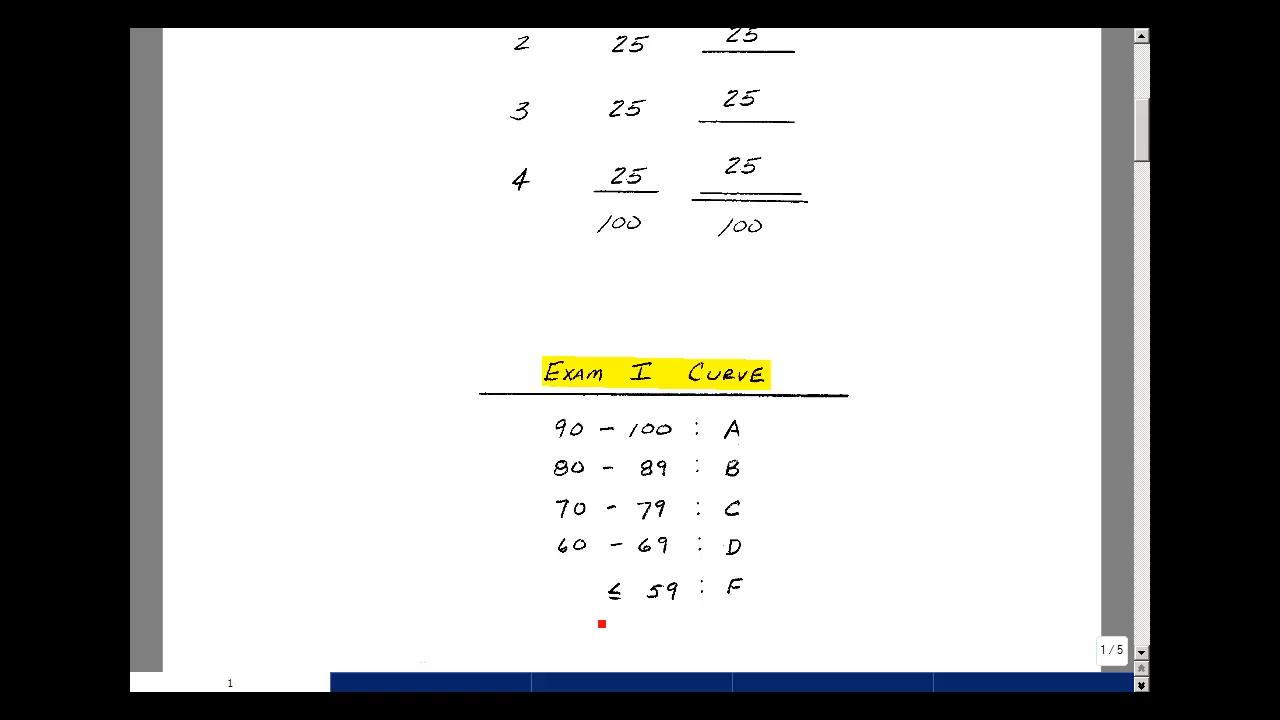 2 25 25
3 25 25
4 25 25
100 100
EXAM I CURVE
90 - 100 : A
80 - 89 : B
70 - 79 : C
60 - 69 : D
≤ 59 : F
1 / 5
1